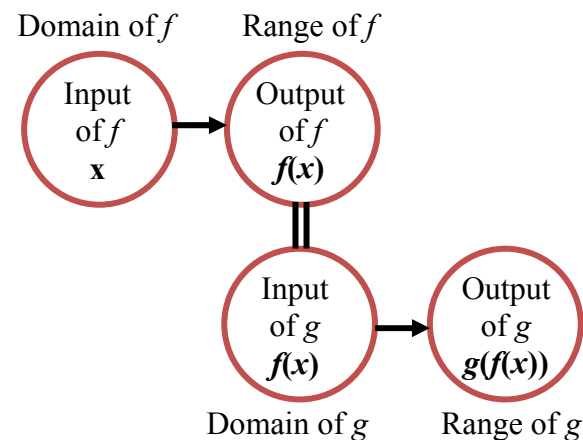 Domain of f
Range of f
Input
of f
x
Output
of f
f(x)
Input
of g
f(x)
Output
of g
g(f(x))
Domain of g
Range of g